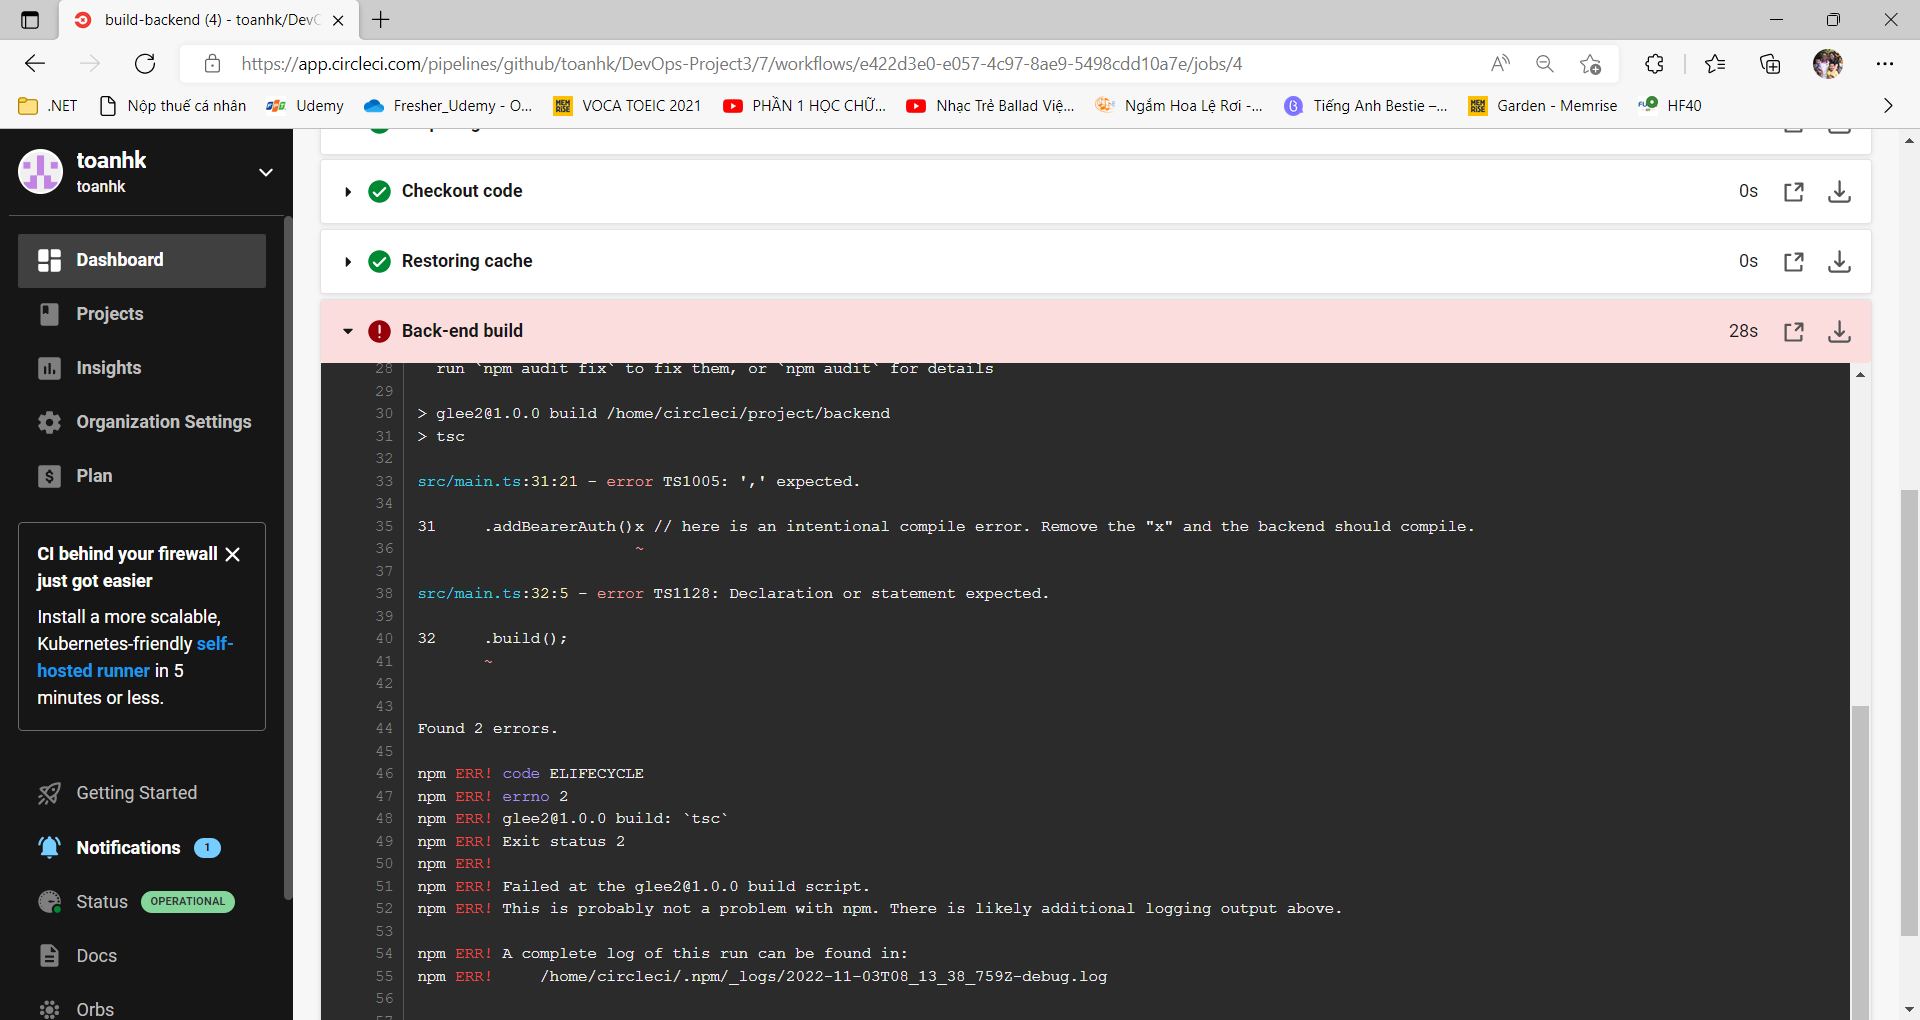 build-backend (4) - toanhk/Dev
https://app.circleci.com/pipelines/github/toanhk/DevOps-Project3/7/workflows/e422d3e0-e057-4c97-8ae9-5498cdd10a7e/jobs/4
.NET
Nộp thuế cá nhân
Udemy
Fresher_Udemy - O...
VOCA TOEIC 2021
PHẦN 1 HỌC CHỮ...
Nhạc Trẻ Ballad Việ...
Ngắm Hoa Lệ Rơi -...
Tiếng Anh Bestie –...
Garden - Memrise
HF40
toanhk
toanhk
Dashboard
Projects
Insights
Organization Settings
Plan
CI behind your firewall
just got easier
Install a more scalable,
Kubernetes-friendly self-
hosted runner in 5
minutes or less.
Getting Started
Notifications 1
Status OPERATIONAL
Docs
Orbs
Checkout code 0s
Restoring cache 0s
Back-end build 28s
28 run `npm audit fix` to fix them, or `npm audit` for details
29
30 > glee2@1.0.0 build /home/circleci/project/backend
31 > tsc
32
33 src/main.ts:31:21 - error TS1005: ',' expected.
34
35 31 .addBearerAuth()x // here is an intentional compile error. Remove the "x" and the backend should compile.
36 ~
37
38 src/main.ts:32:5 - error TS1128: Declaration or statement expected.
39
40 32 .build();
41 ~
42
43
44 Found 2 errors.
45
46 npm ERR! code ELIFECYCLE
47 npm ERR! errno 2
48 npm ERR! glee2@1.0.0 build: `tsc`
49 npm ERR! Exit status 2
50 npm ERR!
51 npm ERR! Failed at the glee2@1.0.0 build script.
52 npm ERR! This is probably not a problem with npm. There is likely additional logging output above.
53
54 npm ERR! A complete log of this run can be found in:
55 npm ERR! /home/circleci/.npm/_logs/2022-11-03T08_13_38_759Z-debug.log
56
57